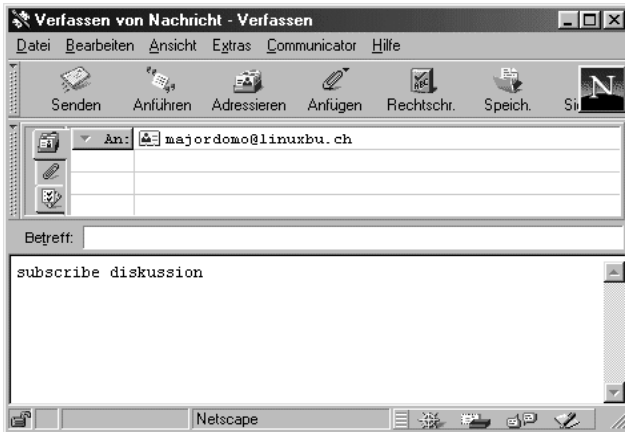 Verfassen von Nachricht - Verfassen
Datei Bearbeiten Ansicht Extras Communicator Hilfe
Senden Anführen Adressieren Anfügen Rechtschr. Speich.
N
An: majordomo@linuxbu.ch
Betreff:
subscribe diskussion
Netscape